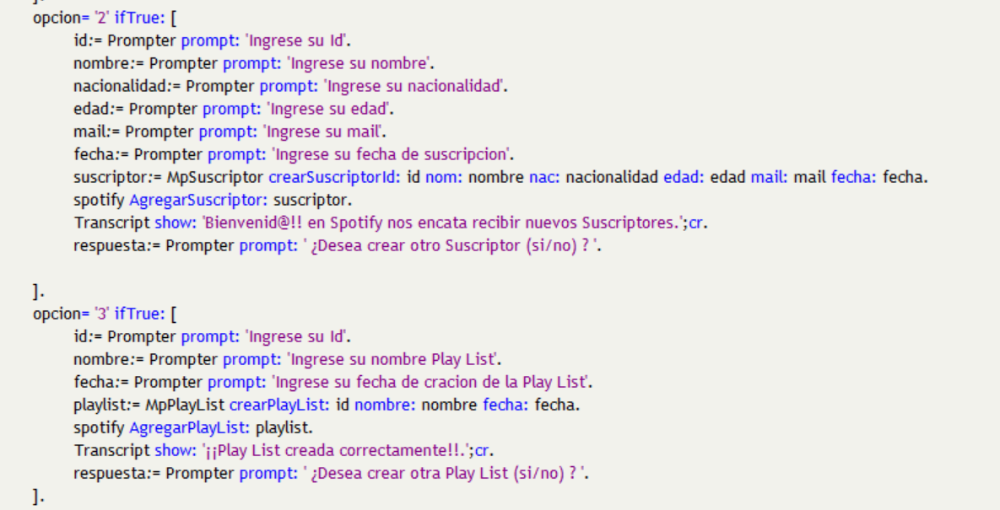 opcion= '2' ifTrue: [
id:= Prompter prompt: 'Ingrese su Id'.
nombre:= Prompter prompt: 'Ingrese su nombre'.
nacionalidad:= Prompter prompt: 'Ingrese su nacionalidad'.
edad:= Prompter prompt: 'Ingrese su edad'.
mail:= Prompter prompt: 'Ingrese su mail'.
fecha:= Prompter prompt: 'Ingrese su fecha de suscripcion'.
suscriptor:= MpSuscriptor crearSuscriptorId: id nom: nombre nac: nacionalidad edad: edad mail: mail fecha: fecha.
spotify AgregarSuscriptor: suscriptor.
Transcript show: 'Bienvenid@!! en Spotify nos encata recibir nuevos Suscriptores.';cr.
respuesta:= Prompter prompt: ' ¿Desea crear otro Suscriptor (si/no) ? '.
].
opcion= '3' ifTrue: [
id:= Prompter prompt: 'Ingrese su Id'.
nombre:= Prompter prompt: 'Ingrese su nombre Play List'.
fecha:= Prompter prompt: 'Ingrese su fecha de cracion de la Play List'.
playlist:= MpPlayList crearPlayList: id nombre: nombre fecha: fecha.
spotify AgregarPlayList: playlist.
Transcript show: '¡¡Play List creada correctamente!!.';cr.
respuesta:= Prompter prompt: ' ¿Desea crear otra Play List (si/no) ? '.
].